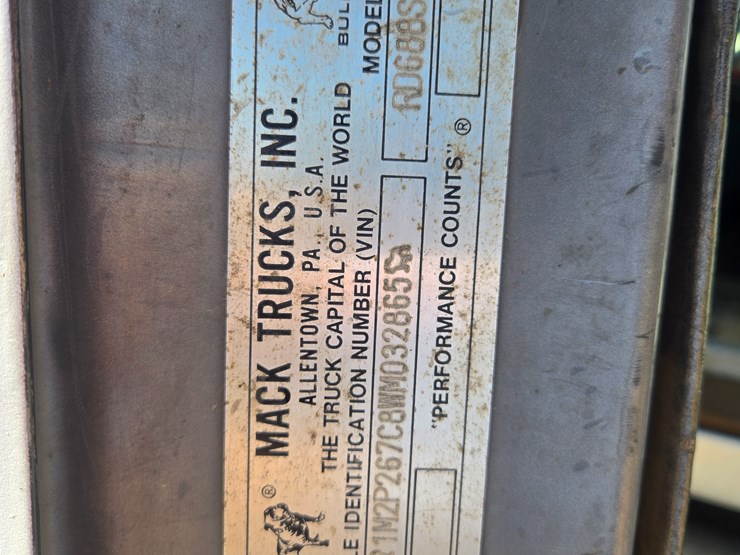 ® MACK TRUCKS, INC.
ALLENTOWN, PA., U.S.A.
THE TRUCK CAPITAL OF THE WORLD
BUL
E IDENTIFICATION NUMBER (VIN)
MODEL
1M2P267C8WM032865
RD688S
"PERFORMANCE COUNTS" ®